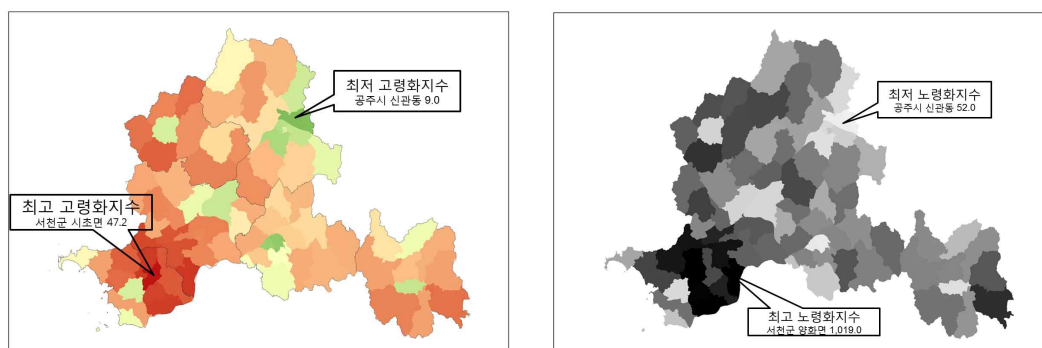 최저 고령화지수
공주시 신관동 9.0
최고 고령화지수
서천군 시초면 47.2
최저 노령화지수
공주시 신관동 52.0
최고 노령화지수
서천군 양화면 1,019.0